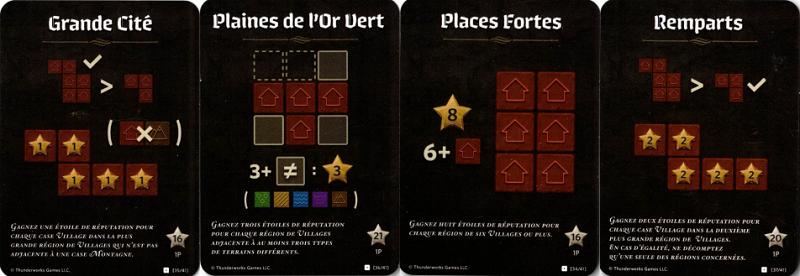 Grande Cité
>
1 1
1 1 1
Gagnez une étoile de réputation pour
chaque case Village dans la plus
grande région de Villages qui n'est pas
adjacente à une case Montagne.
16
1P
© Thunderworks Games LLC.
Plaines de l'Or Vert
3+ ≠ : 3
Gagnez trois étoiles de réputation
pour chaque région de Villages
adjacente à au moins trois types
de terrains différents.
21
1P
© Thunderworks Games LLC.
Places Fortes
8
6+
Gagnez huit étoiles de réputation pour
chaque région de six Villages ou plus.
16
1P
© Thunderworks Games LLC.
Remparts
>
2 2
2 2 2
Gagnez deux étoiles de réputation pour
chaque case Village dans la deuxième
plus grande région de Villages.
En cas d'égalité, ne décomptez
qu'une seule des régions concernées.
20
1P
© Thunderworks Games LLC.